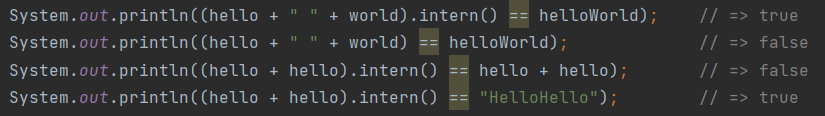 System.out.println((hello + " " + world).intern() == helloWorld);     // => true
System.out.println((hello + " " + world) == helloWorld);              // => false
System.out.println((hello + hello).intern() == hello + hello);        // => false
System.out.println((hello + hello).intern() == "HelloHello");         // => true